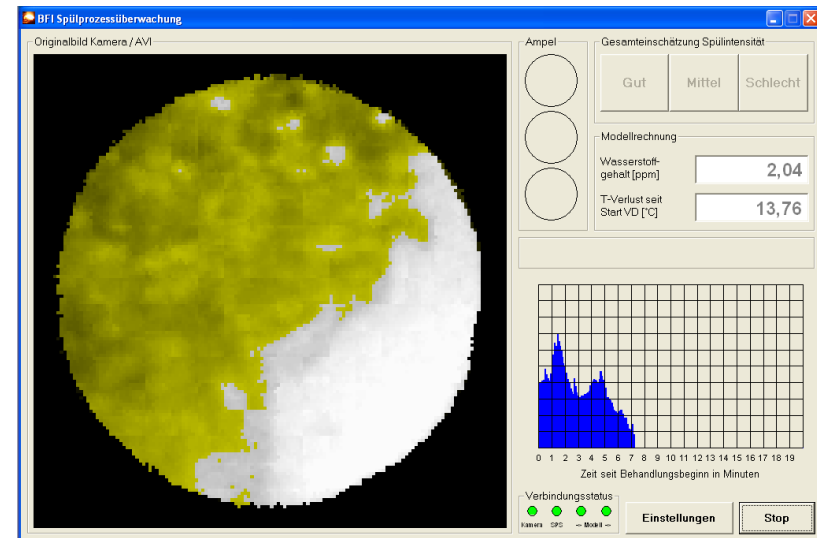 BFI Spülprozessüberwachung
Originalbild Kamera / AVI
Ampel
Gesamteinschätzung Spülintensität
Gut Mittel Schlecht
Modellrechnung
Wasserstoff-
gehalt [ppm]
2,04
T-Verlust seit
Start VD [°C]
13,76
0 1 2 3 4 5 6 7 8 9 10 11 12 13 14 15 16 17 18 19
Zeit seit Behandlungsbeginn in Minuten
Verbindungsstatus
Kamera SPS -> Modell ->
Einstellungen
Stop